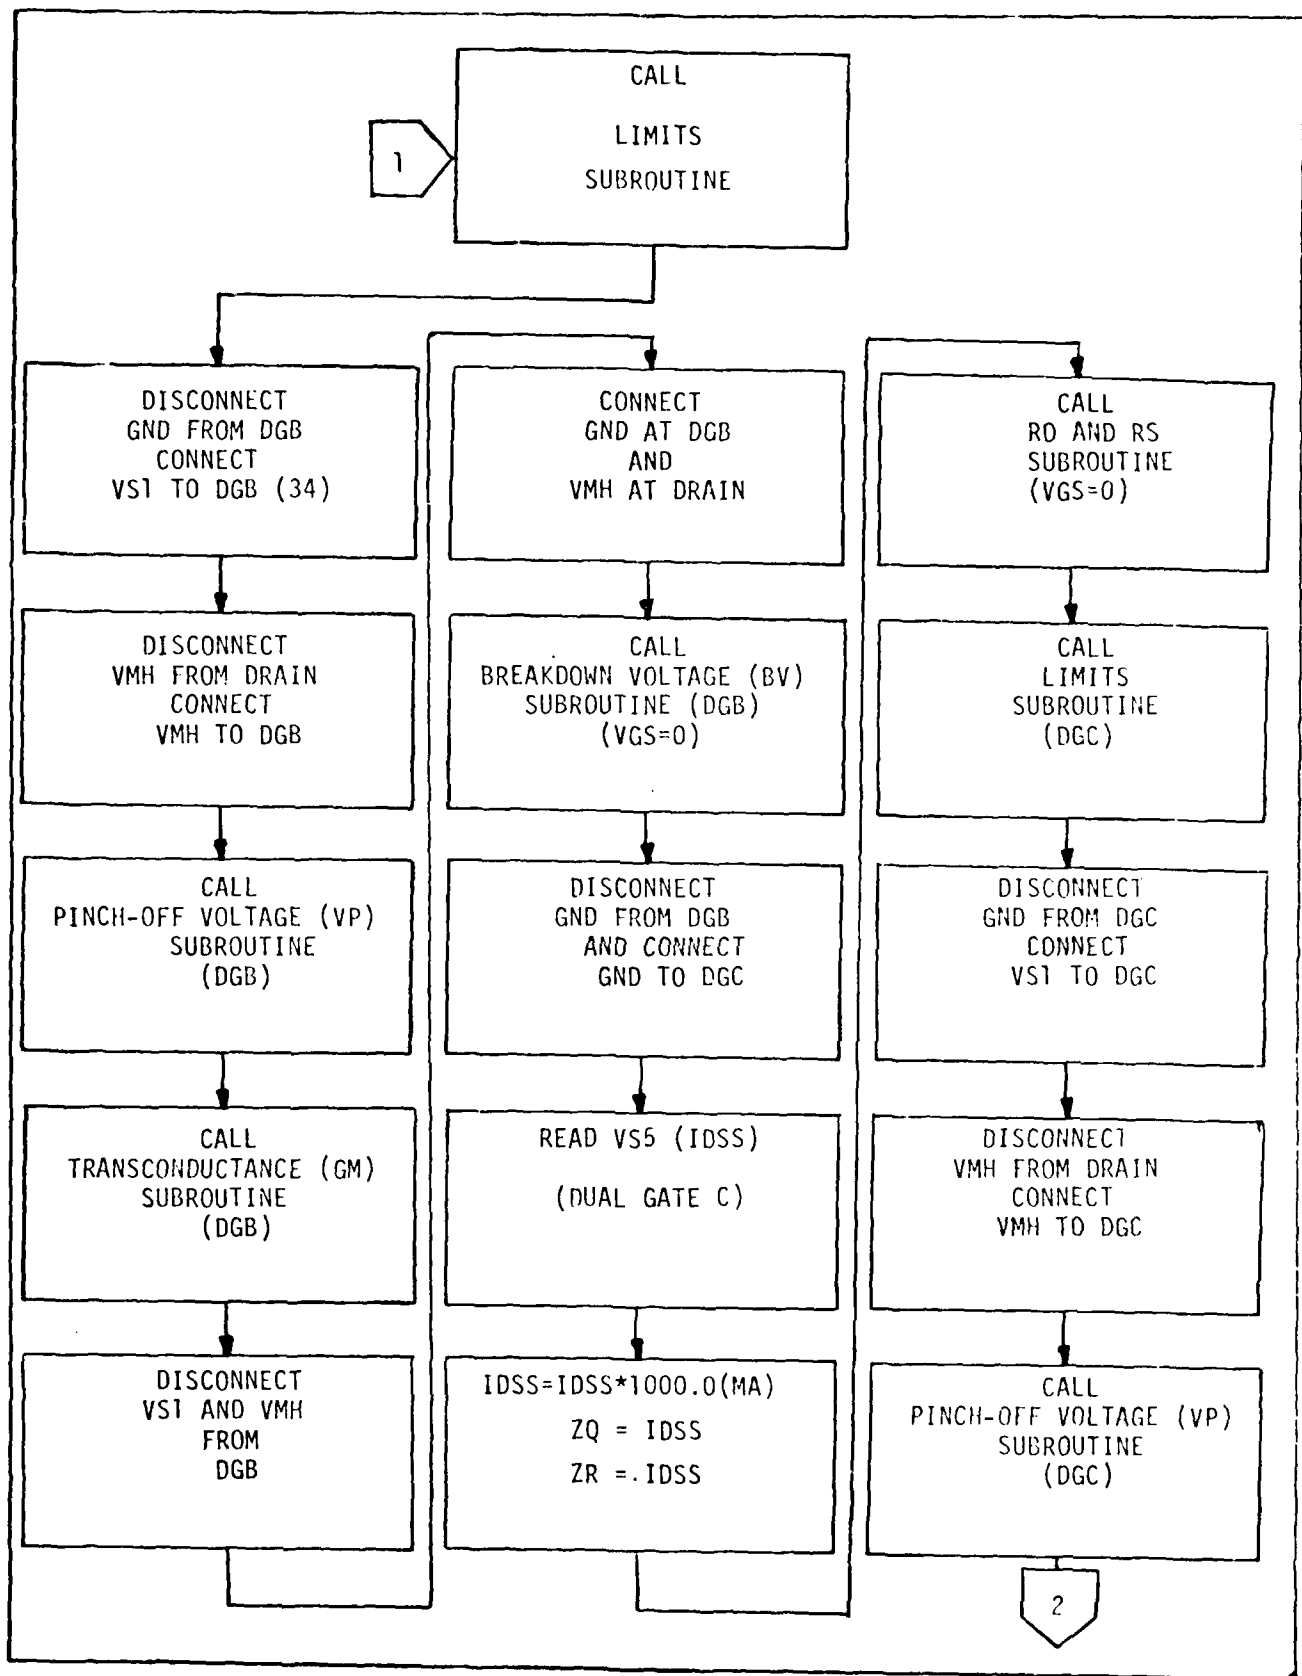 CALL
LIMITS
SUBROUTINE
1
DISCONNECT
GND FROM DGB
CONNECT
VS1 TO DGB (34)
DISCONNECT
VMH FROM DRAIN
CONNECT
VMH TO DGB
CALL
PINCH-OFF VOLTAGE (VP)
SUBROUTINE
(DGB)
CALL
TRANSCONDUCTANCE (GM)
SUBROUTINE
(DGB)
DISCONNECT
VS1 AND VMH
FROM
DGB
CONNECT
GND AT DGB
AND
VMH AT DRAIN
CALL
BREAKDOWN VOLTAGE (BV)
SUBROUTINE (DGB)
(VGS=0)
DISCONNECT
GND FROM DGB
AND CONNECT
GND TO DGC
READ VS5 (IDSS)
(DUAL GATE C)
IDSS=IDSS*1000.0(MA)
ZQ = IDSS
ZR = IDSS
CALL
RD AND RS
SUBROUTINE
(VGS=0)
CALL
LIMITS
SUBROUTINE
(DGC)
DISCONNECT
GND FROM DGC
CONNECT
VS1 TO DGC
DISCONNECT
VMH FROM DRAIN
CONNECT
VMH TO DGC
CALL
PINCH-OFF VOLTAGE (VP)
SUBROUTINE
(DGC)
2